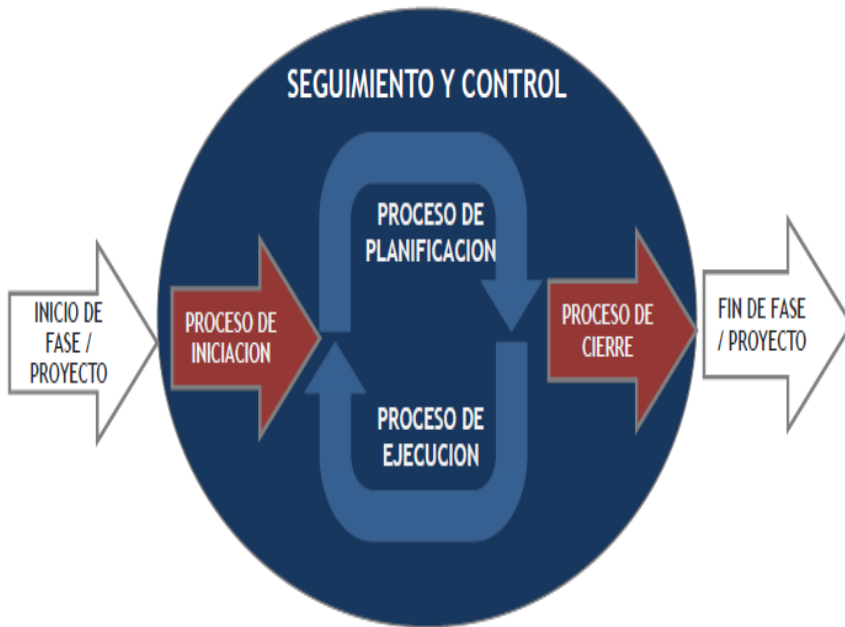 SEGUIMIENTO Y CONTROL
PROCESO DE
PLANIFICACION
INICIO DE
FASE /
PROYECTO
PROCESO DE
INICIACION
PROCESO DE
CIERRE
FIN DE FASE
/ PROYECTO
PROCESO DE
EJECUCION